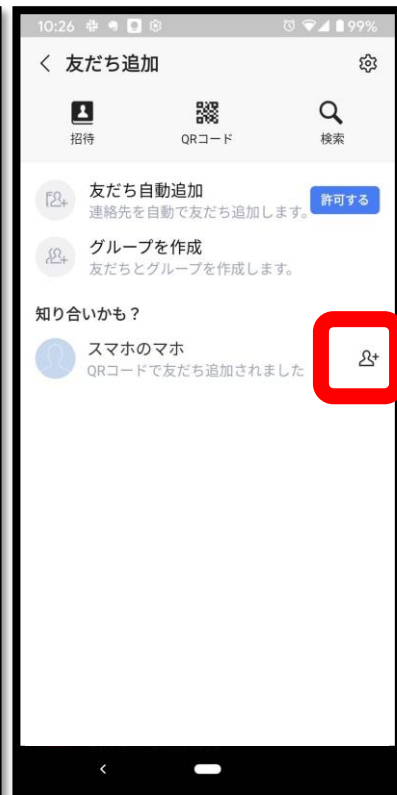 10:26 99%
友だち追加
招待 QRコード 検索
友だち自動追加
連絡先を自動で友だち追加します。 許可する
グループを作成
友だちとグループを作成します。
知り合いかも？
スマホのマホ
QRコードで友だち追加されました